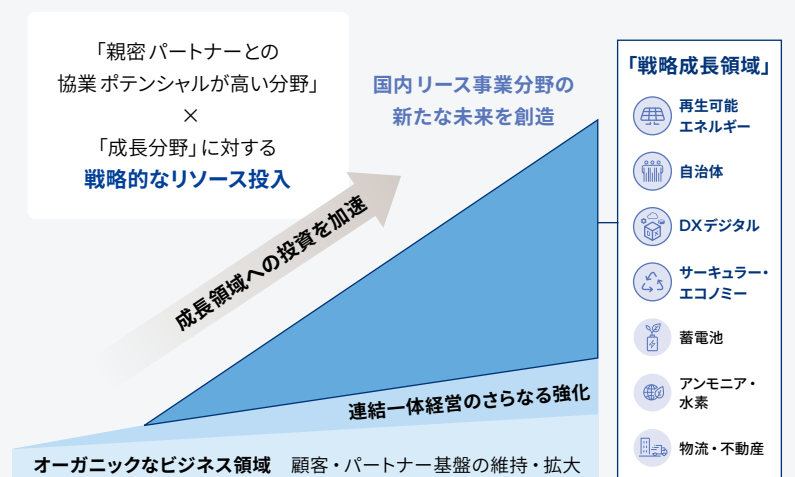 「親密パートナーとの
協業ポテンシャルが高い分野」
×
「成長分野」に対する
戦略的なリソース投入
国内リース事業分野の
新たな未来を創造
成長領域への投資を加速
連結一体経営のさらなる強化
オーガニックなビジネス領域 顧客・パートナー基盤の維持・拡大
「戦略成長領域」
再生可能
エネルギー
自治体
DXデジタル
サーキュラー・
エコノミー
蓄電池
アンモニア・
水素
物流・不動産